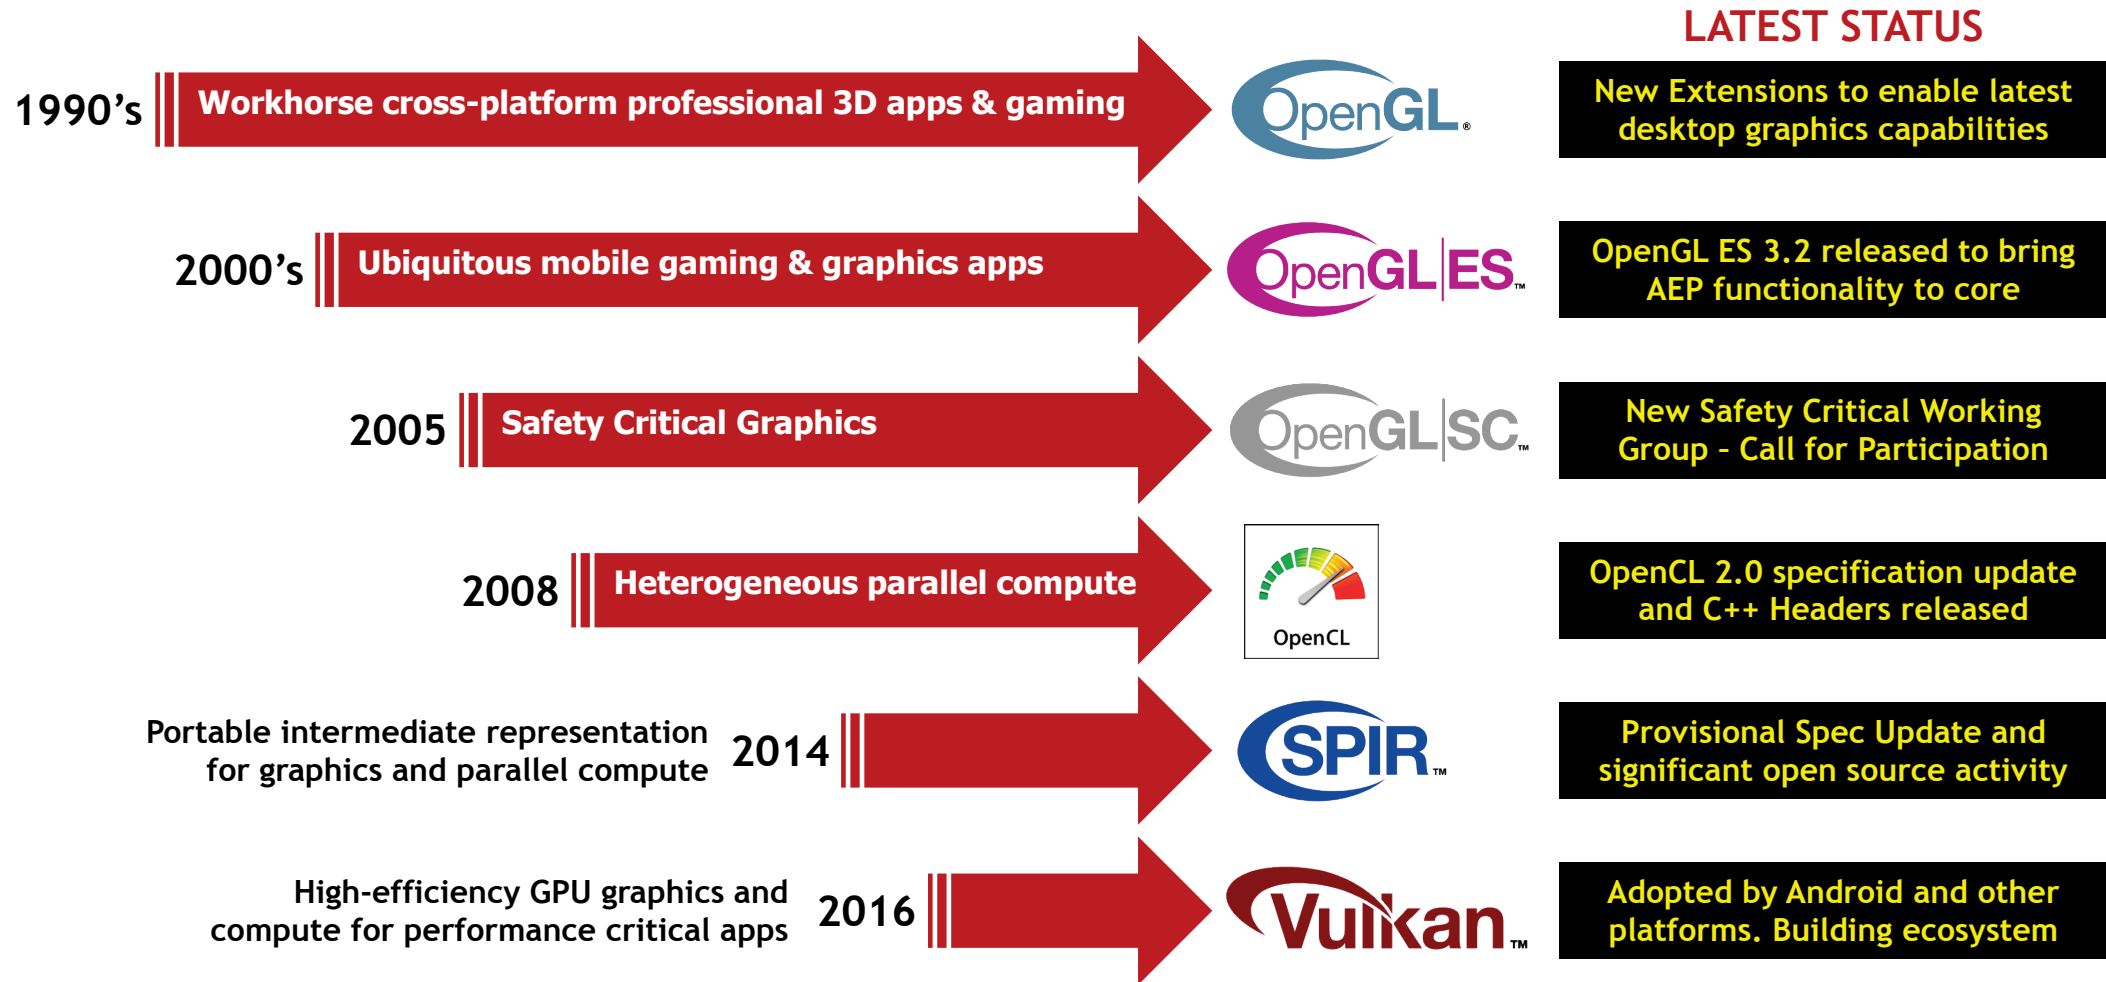 LATEST STATUS
1990’s
Workhorse cross-platform professional 3D apps & gaming
OpenGL®
New Extensions to enable latest
desktop graphics capabilities
2000’s
Ubiquitous mobile gaming & graphics apps
OpenGL|ES™
OpenGL ES 3.2 released to bring
AEP functionality to core
2005
Safety Critical Graphics
OpenGL|SC™
New Safety Critical Working
Group – Call for Participation
2008
Heterogeneous parallel compute
OpenCL
OpenCL 2.0 specification update
and C++ Headers released
Portable intermediate representation
for graphics and parallel compute
2014
SPIR™
Provisional Spec Update and
significant open source activity
High-efficiency GPU graphics and
compute for performance critical apps
2016
Vulkan™
Adopted by Android and other
platforms. Building ecosystem